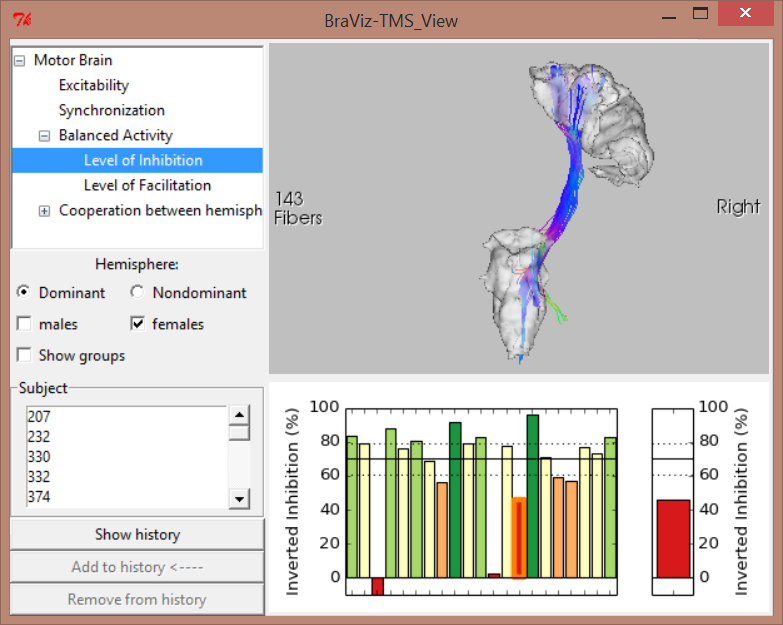 BraViz-TMS_View
Motor Brain
Excitability
Synchronization
Balanced Activity
Level of Inhibition
Level of Facilitation
Cooperation between hemisph
Hemisphere:
Dominant Nondominant
males females
Show groups
Subject
207
232
330
332
374
Show history
Add to history <----
Remove from history
143
Fibers
Right
Inverted Inhibition (%)
100
80
60
40
20
0
100
80
60
40
20
0
Inverted Inhibition (%)